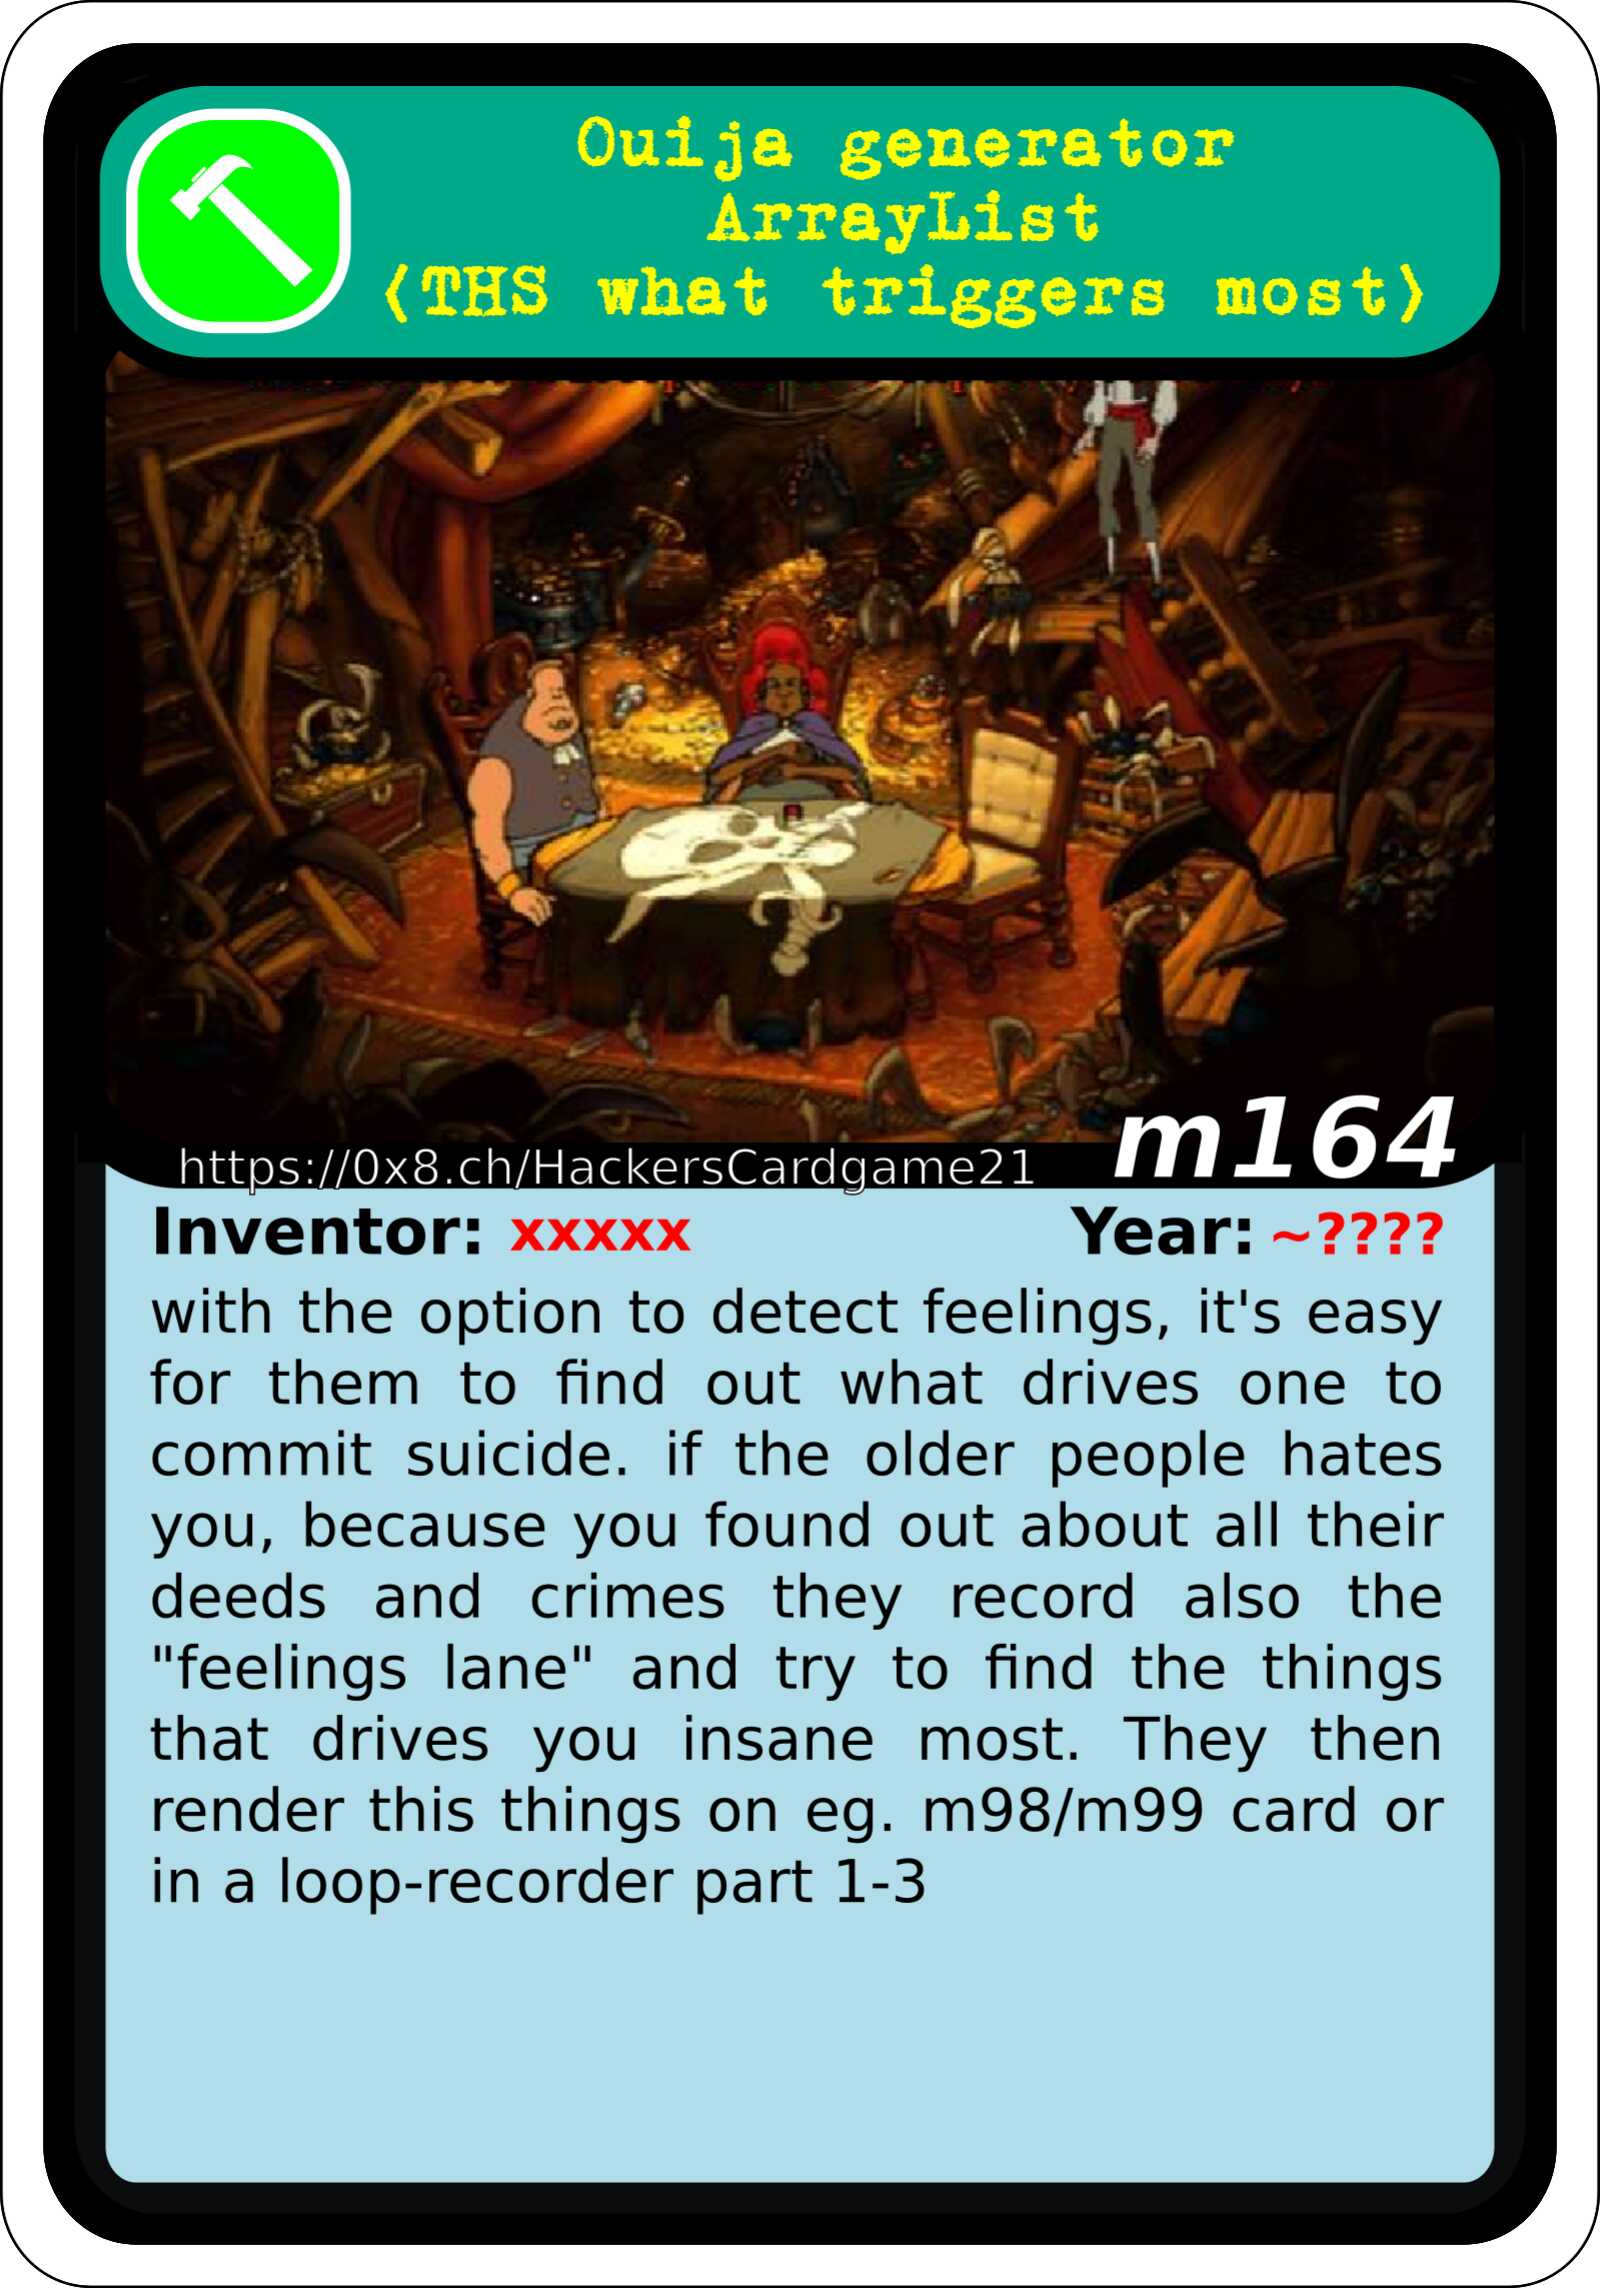 Ouija generator
ArrayList
(THS what triggers most)
m164
https://0x8.ch/HackersCardgame21
Inventor: xxxxx Year: ~????
with the option to detect feelings, it's easy
for them to find out what drives one to
commit suicide. if the older people hates
you, because you found out about all their
deeds and crimes they record also the
"feelings lane" and try to find the things
that drives you insane most. They then
render this things on eg. m98/m99 card or
in a loop-recorder part 1-3